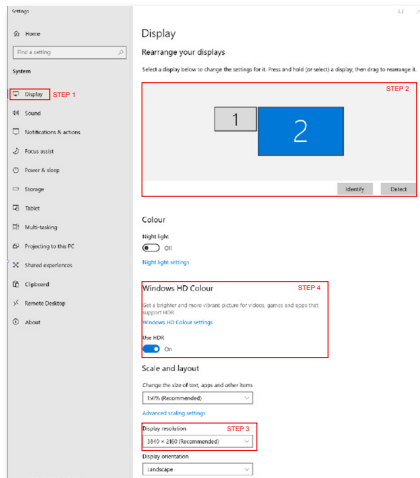 Settings
Home
Find a setting
System
Display STEP 1
Sound
Notifications & actions
Focus assist
Power & sleep
Storage
Tablet
Multi-tasking
Projecting to this PC
Shared experiences
Clipboard
Remote Desktop
About
Display
Rearrange your displays
Select a display below to change the settings for it. Press and hold (or select) a display, then drag to rearrange it.
STEP 2
1
2
Identify Detect
Colour
Night light
Off
Night light settings
Windows HD Colour STEP 4
Get a brighter and more vibrant picture for videos, games and apps that
support HDR.
Windows HD Colour settings
Use HDR
On
Scale and layout
Change the size of text, apps and other items
(Recommended)
Advanced scaling settings
Display resolution STEP 3
3840 × 2160 (Recommended)
Display orientation
Landscape